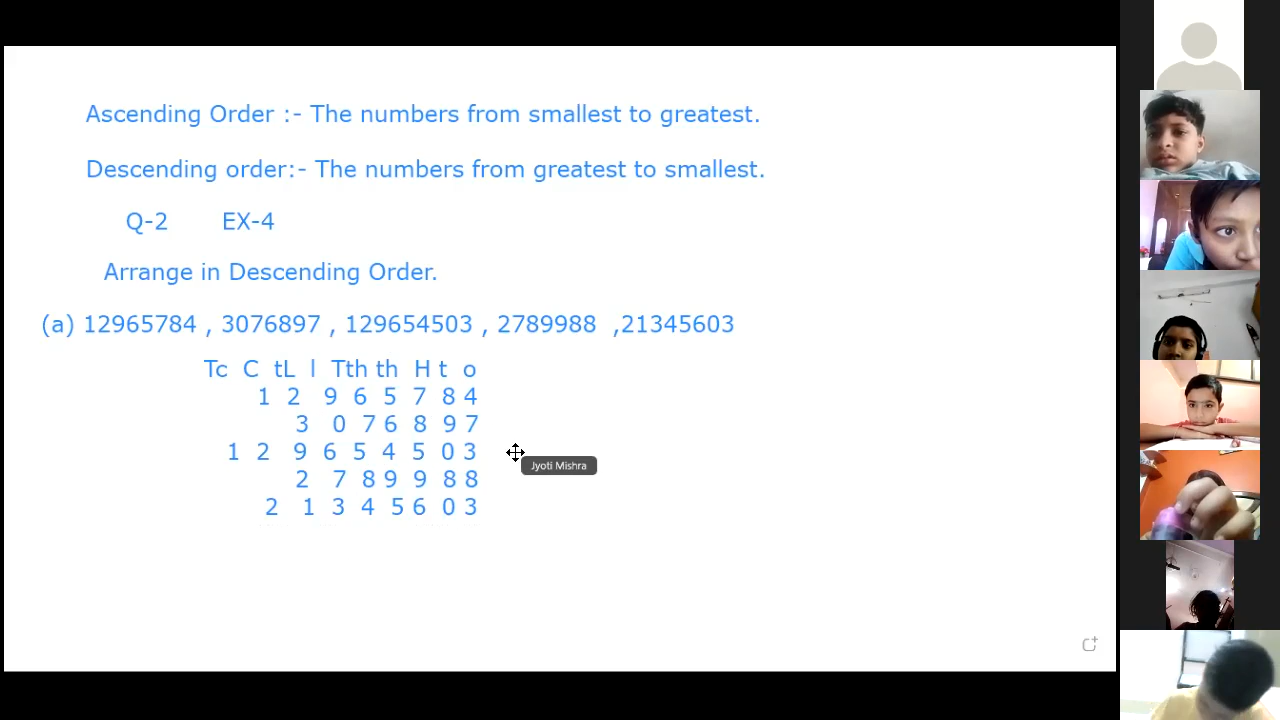 Ascending Order :- The numbers from smallest to greatest.
Descending order:- The numbers from greatest to smallest.
Q-2 EX-4
Arrange in Descending Order.
(a) 12965784 , 3076897 , 129654503 , 2789988 ,21345603
Tc C tL l Tth th H t o
1 2 9 6 5 7 8 4
3 0 7 6 8 9 7
1 2 9 6 5 4 5 0 3
Jyoti Mishra
2 7 8 9 9 8 8
2 1 3 4 5 6 0 3